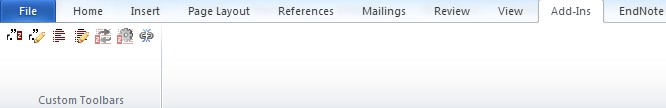 File Home Insert Page Layout References Mailings Review View Add-Ins EndNote
Custom Toolbars